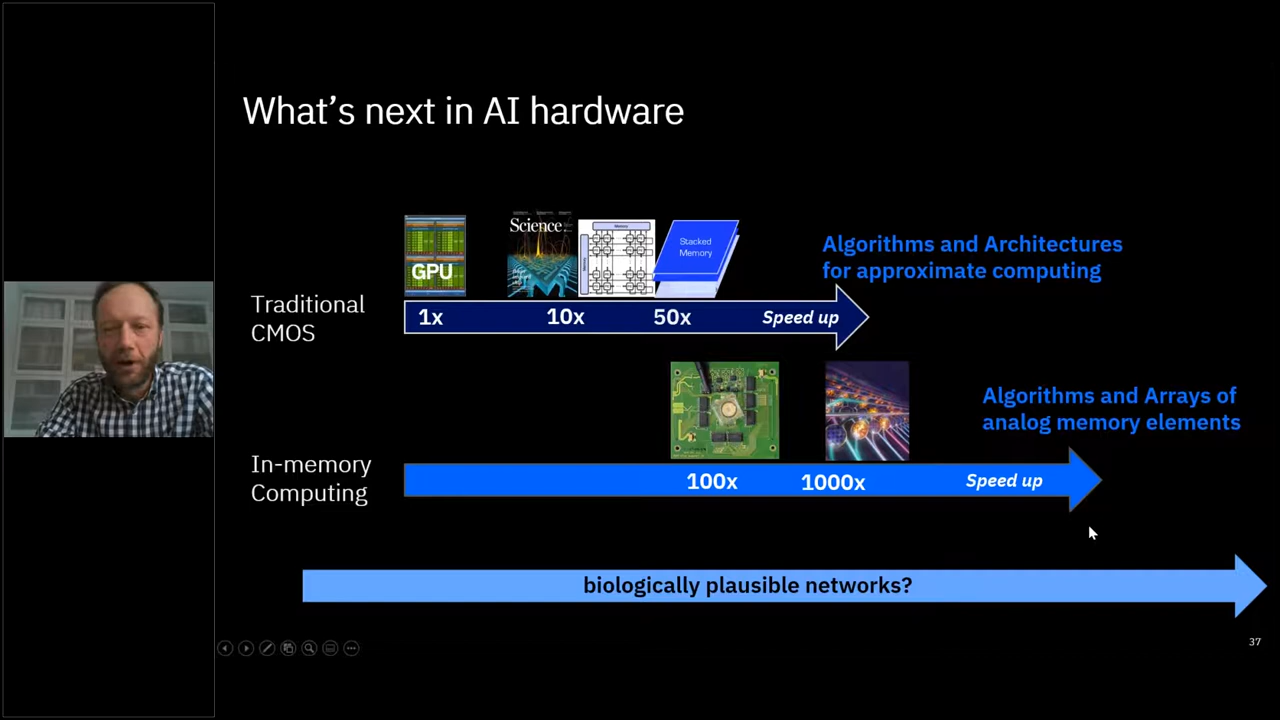 What's next in AI hardware
Science
GPU
Memory
Stacked
Memory
Algorithms and Architectures
for approximate computing
Traditional
CMOS
1x
10x
50x
Speed up
Algorithms and Arrays of
analog memory elements
In-memory
Computing
100x
1000x
Speed up
biologically plausible networks?
37